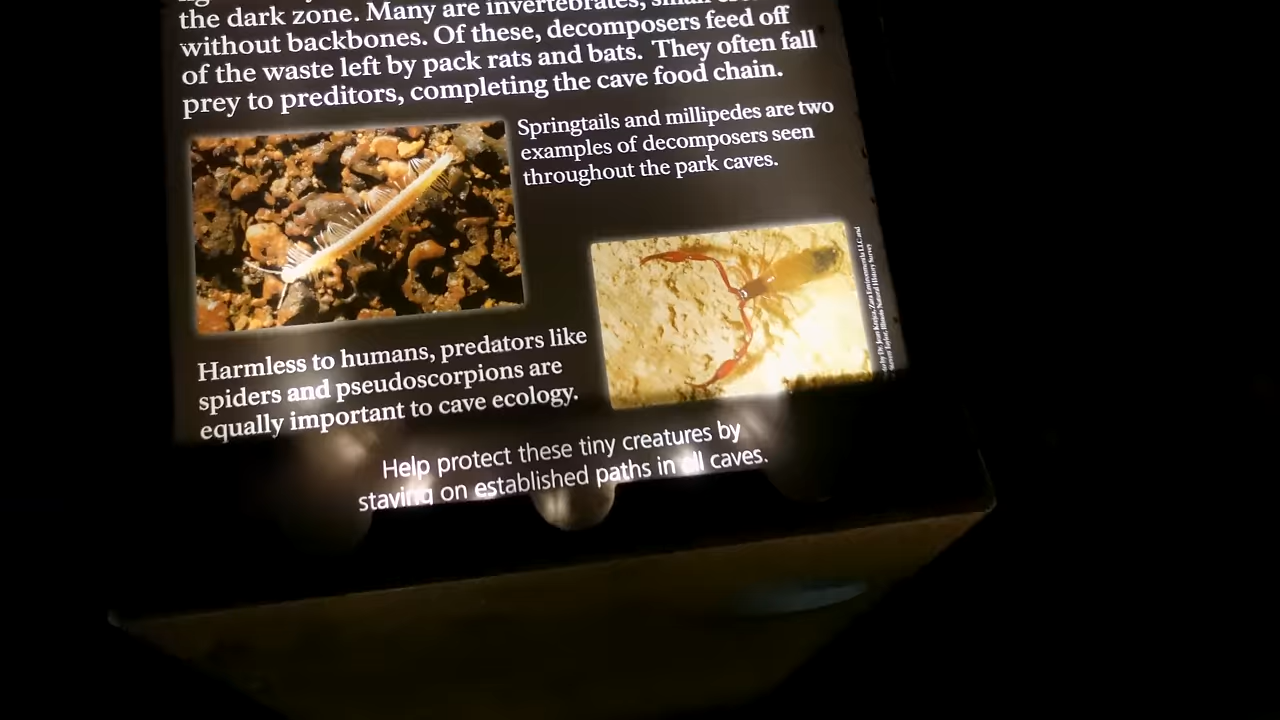 the dark zone. Many are invertebrates,
without backbones. Of these, decomposers feed off
of the waste left by pack rats and bats. They often fall
prey to preditors, completing the cave food chain.
Springtails and millipedes are two
examples of decomposers seen
throughout the park caves.
Harmless to humans, predators like
spiders and pseudoscorpions are
equally important to cave ecology.
Help protect these tiny creatures by
staying on established paths in all caves.